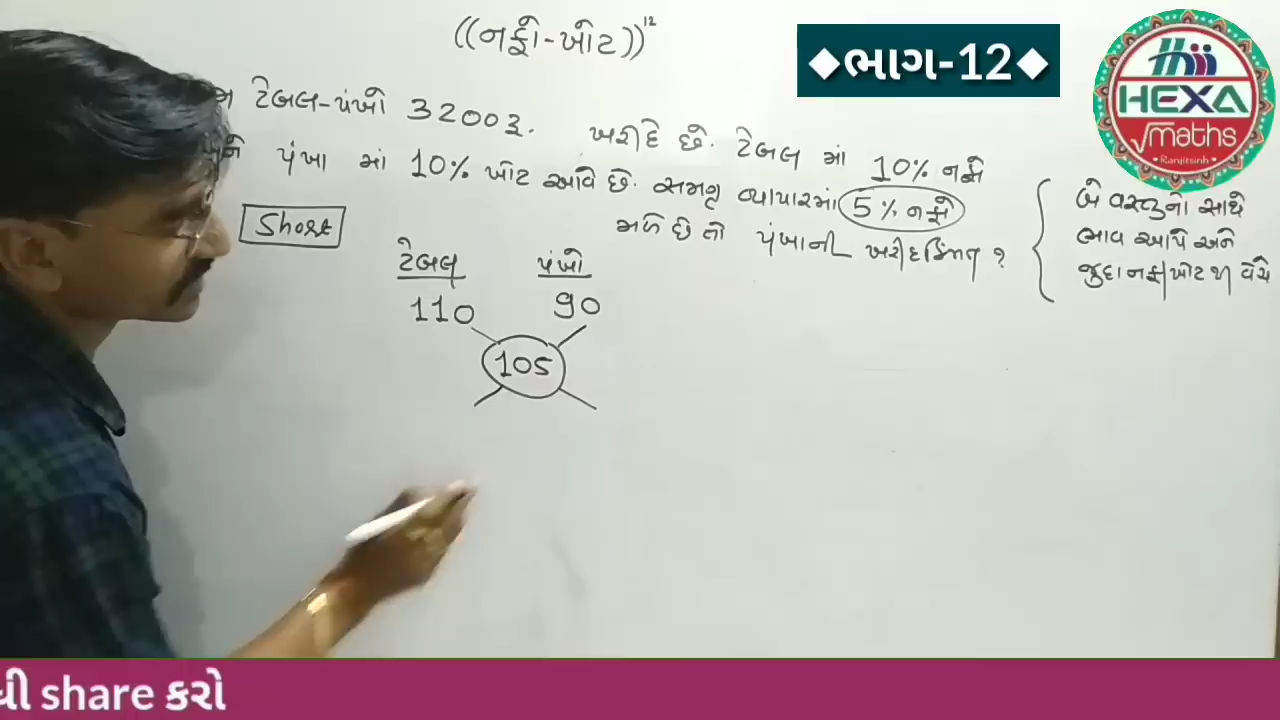 ((નફો-ખોટ))¹²
◆ભાગ-12◆
HEXA
√maths
Ranjitsinh
ટેબલ-પંખો 3200રૂ. ખરીદે છે. ટેબલ માં 10% નફો
પંખા માં 10% ખોટ આવે છે. સમગ્ર વ્યાપારમાં 5% નફો
મળે છે તો પંખાની ખરીદકિંમત ?
બે વસ્તુનો સાથે
ભાવ આપે અને
જુદા નફા/ખોટ થી વેચે
Short
ટેબલ પંખો
110 90
105
share કરો